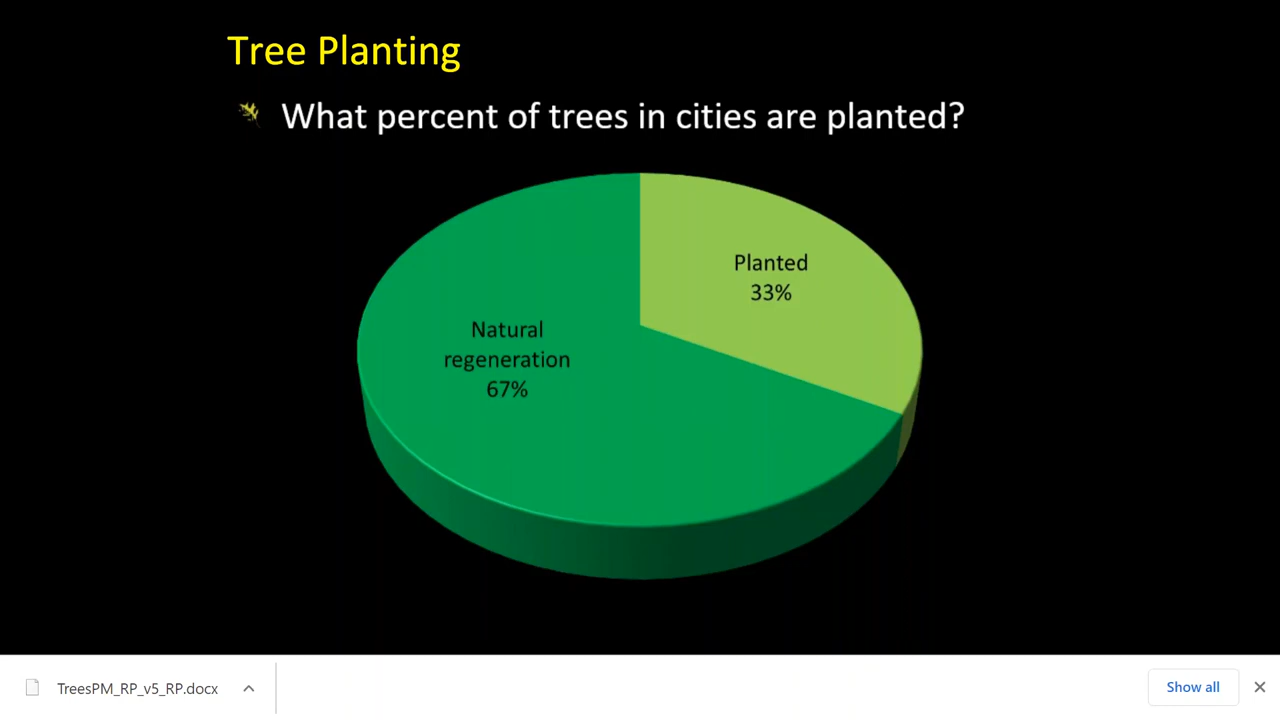 Tree Planting
What percent of trees in cities are planted?
Planted
33%
Natural
regeneration
67%
TreesPM_RP_v5_RP.docx
Show all